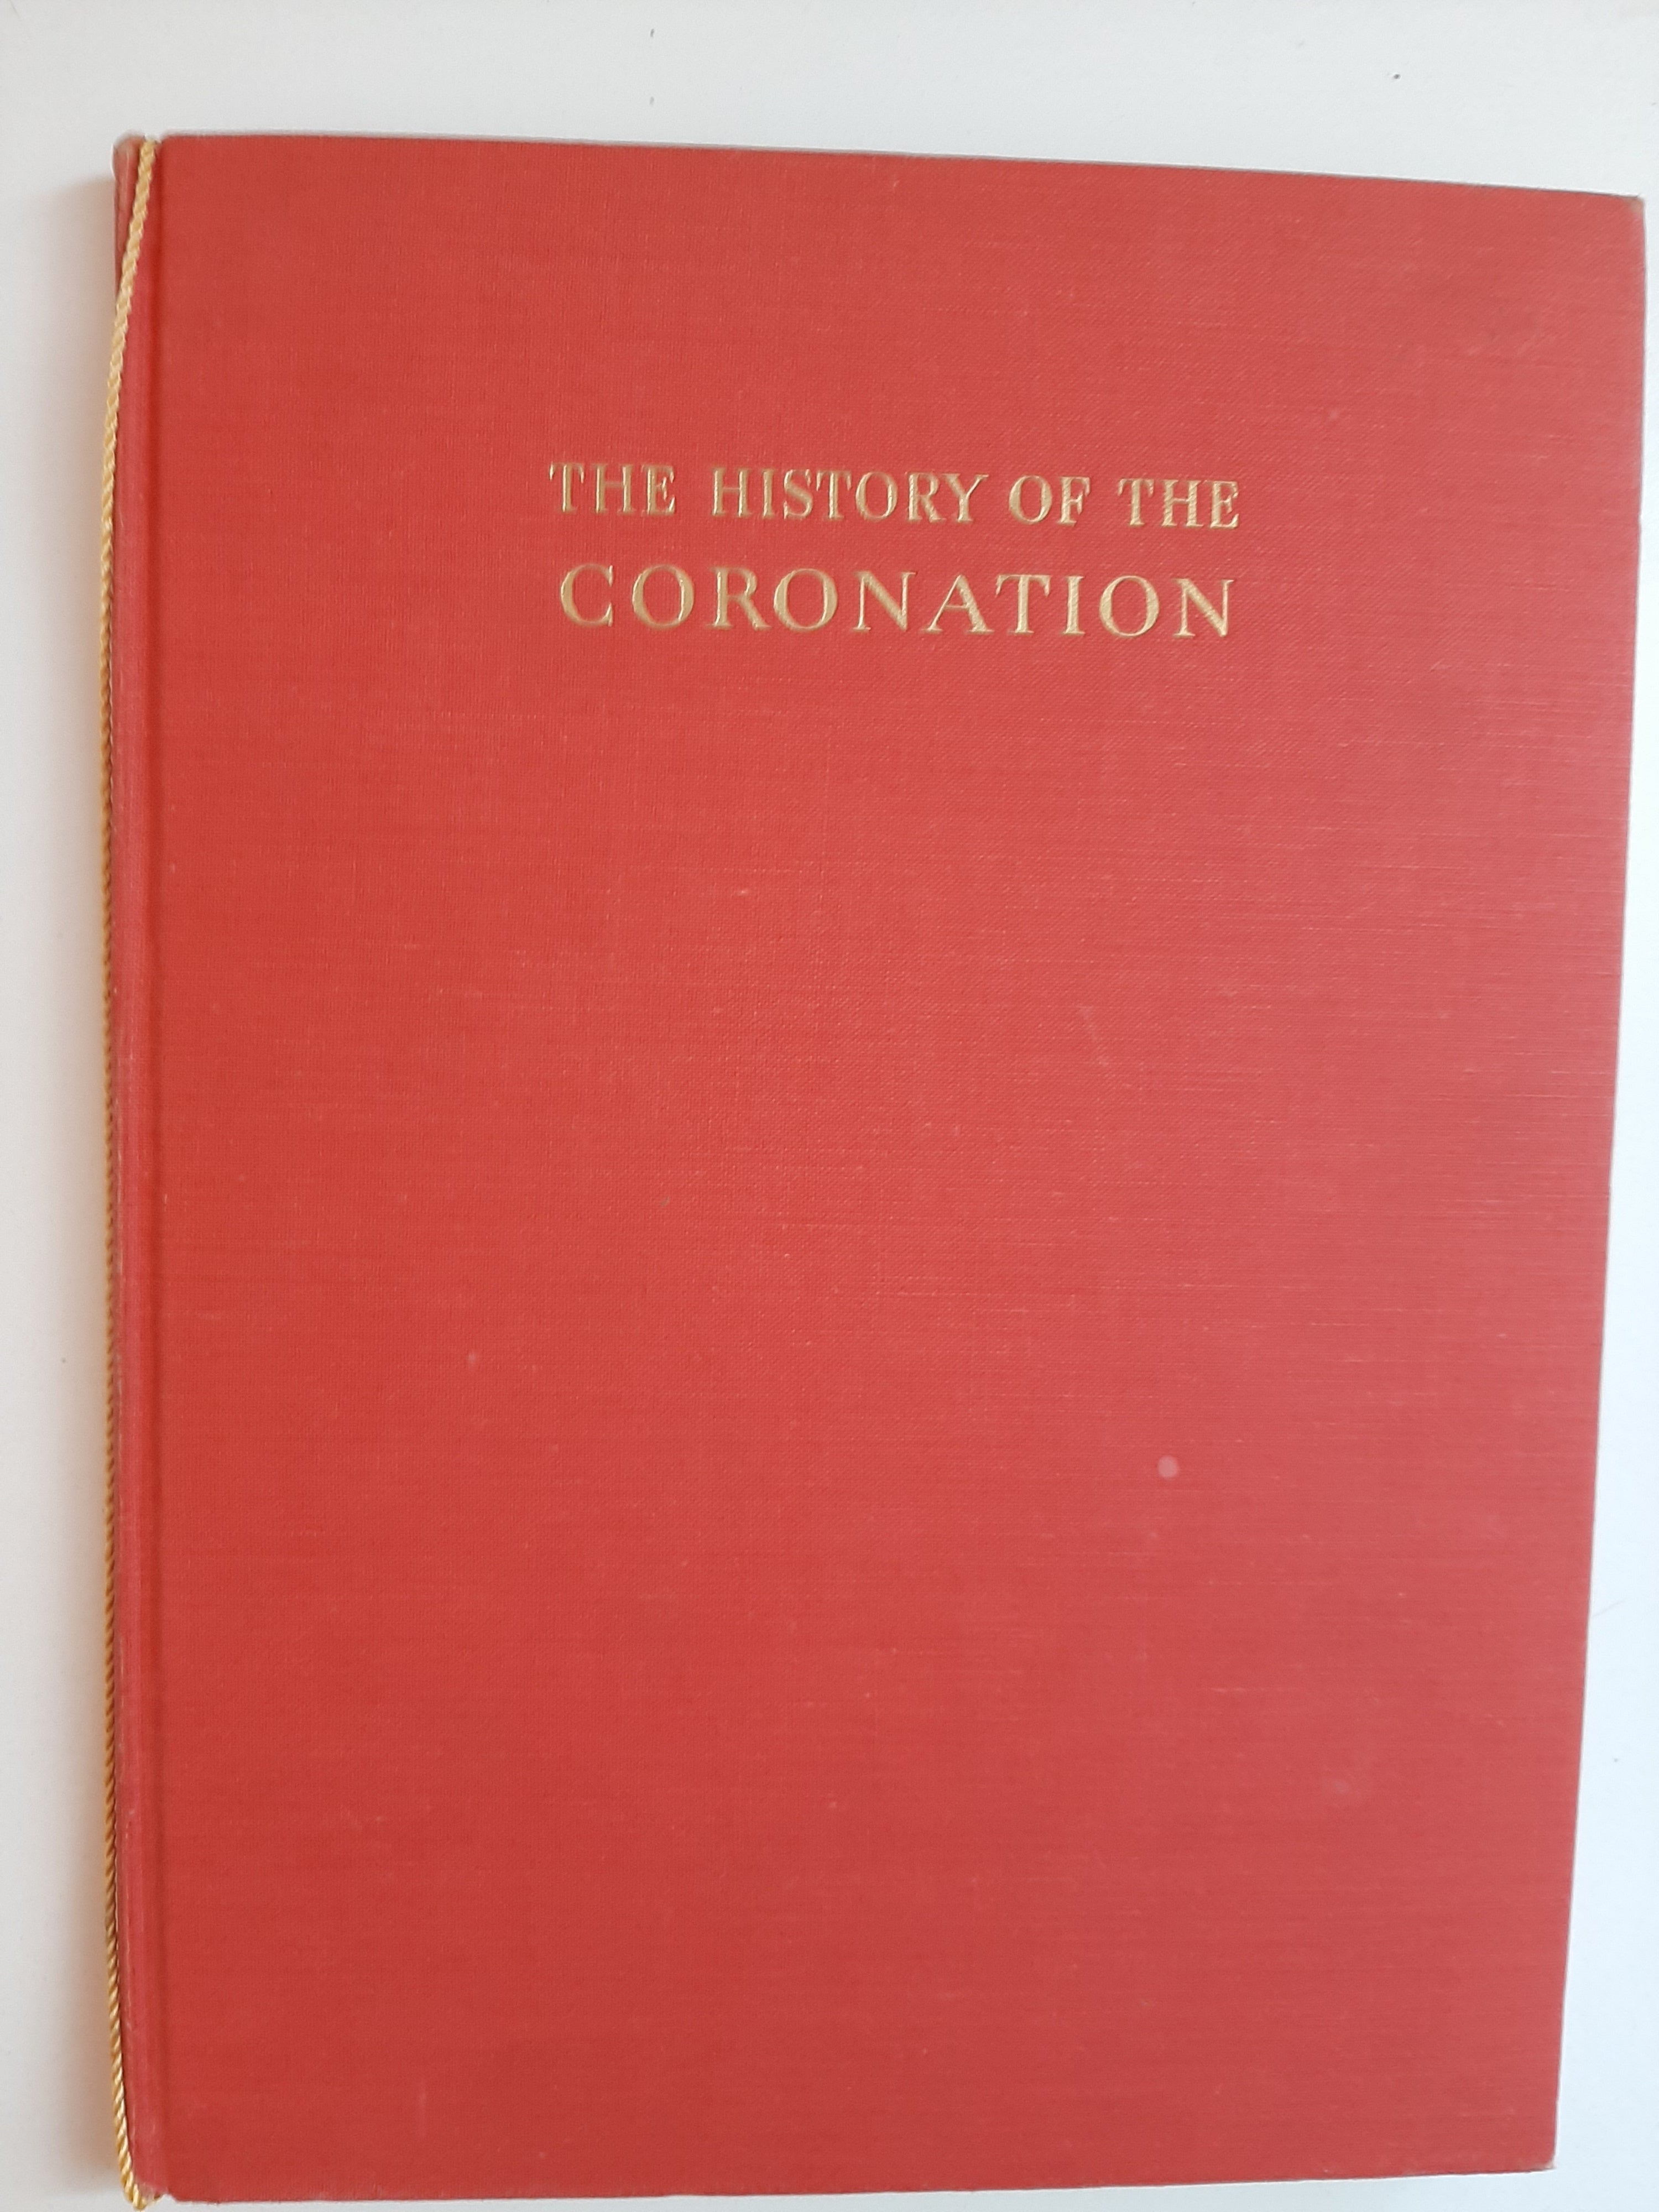 THE HISTORY OF THE
CORONATION